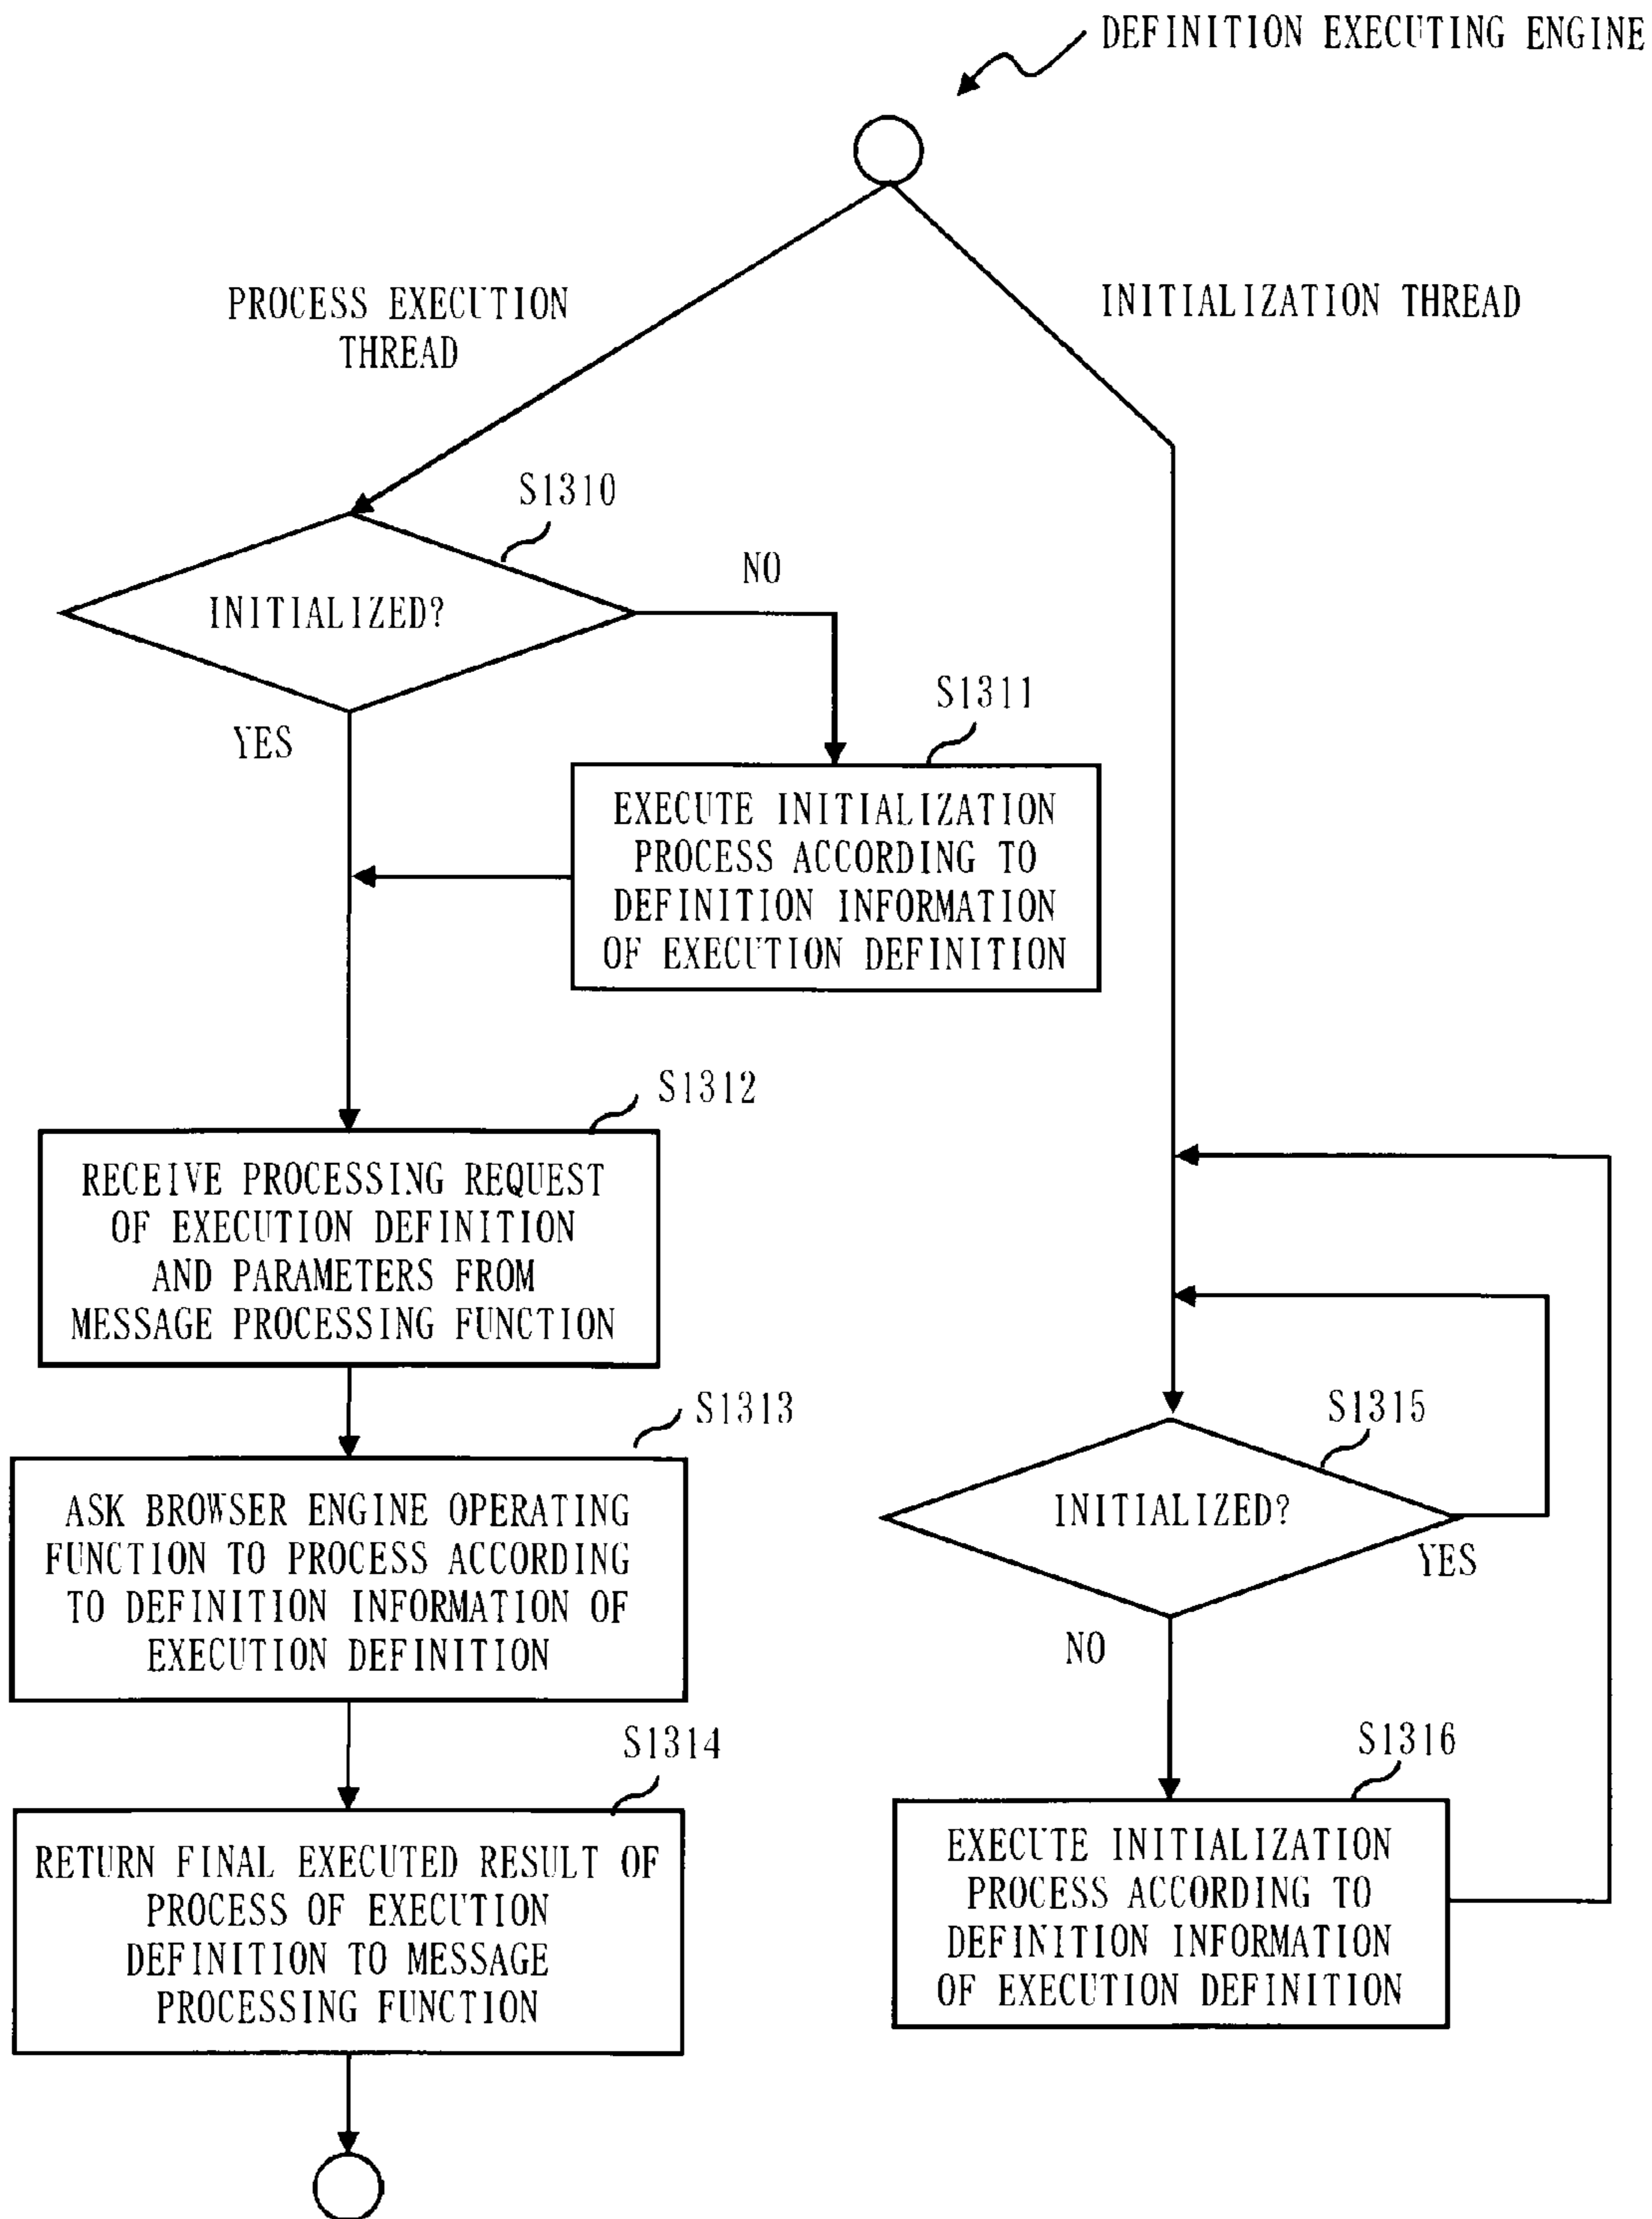 DEFINITION EXECUTING ENGINE
PROCESS EXECUTION
THREAD
INITIALIZATION THREAD
S1310
INITIALIZED?
NO
YES
S1311
EXECUTE INITIALIZATION
PROCESS ACCORDING TO
DEFINITION INFORMATION
OF EXECUTION DEFINITION
S1312
RECEIVE PROCESSING REQUEST
OF EXECUTION DEFINITION
AND PARAMETERS FROM
MESSAGE PROCESSING FUNCTION
S1313
ASK BROWSER ENGINE OPERATING
FUNCTION TO PROCESS ACCORDING
TO DEFINITION INFORMATION OF
EXECUTION DEFINITION
S1314
RETURN FINAL EXECUTED RESULT OF
PROCESS OF EXECUTION
DEFINITION TO MESSAGE
PROCESSING FUNCTION
S1315
INITIALIZED?
YES
NO
S1316
EXECUTE INITIALIZATION
PROCESS ACCORDING TO
DEFINITION INFORMATION
OF EXECUTION DEFINITION